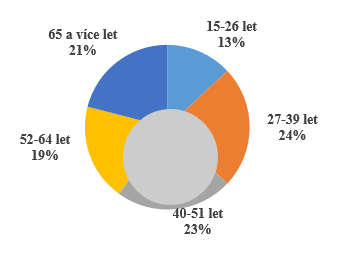 15-26 let
13%
27-39 let
24%
40-51 let
23%
52-64 let
19%
65 a více let
21%